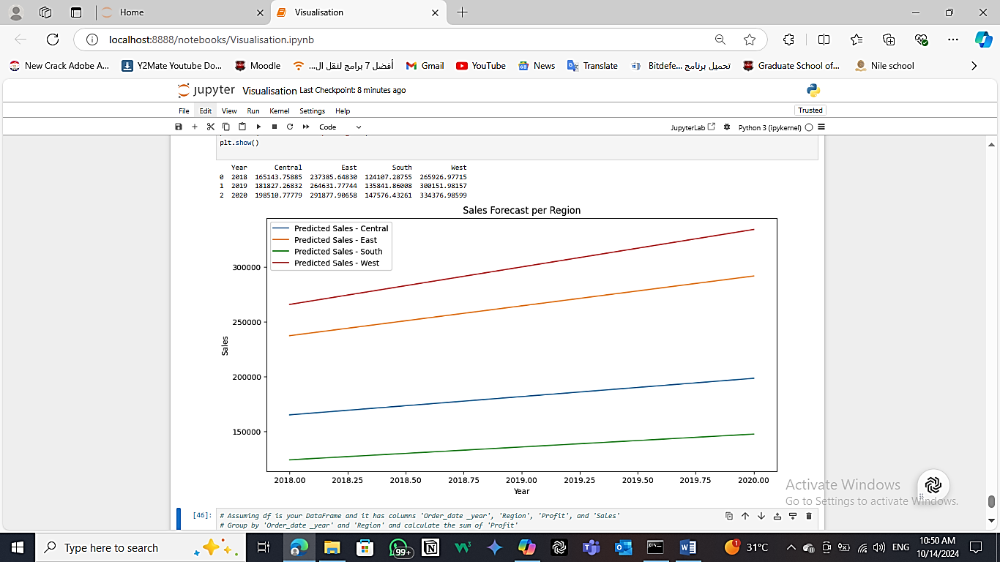 Home
Visualisation
localhost:8888/notebooks/Visualisation.ipynb
New Crack Adobe A...
Y2Mate Youtube Do...
Moodle
أفضل 7 برامج لنقل ال...
Gmail
YouTube
News
Translate
تحميل برنامج Bitdefe...
Graduate School of...
Nile school
jupyter Visualisation Last Checkpoint: 8 minutes ago
File Edit View Run Kernel Settings Help
Trusted
Code
JupyterLab
Python 3 (ipykernel)
plt.show()
Year Central East South West
0 2018 165143.75885 237385.64830 124107.28755 265926.97715
1 2019 181827.26832 264631.77744 135841.86008 300151.98157
2 2020 198510.77779 291877.90658 147576.43261 334376.98599
Sales Forecast per Region
Predicted Sales - Central
Predicted Sales - East
Predicted Sales - South
Predicted Sales - West
300000
250000
200000
150000
Sales
2018.00 2018.25 2018.50 2018.75 2019.00 2019.25 2019.50 2019.75 2020.00
Year
Activate Windows
Go to Settings to activate Windows.
[46]:
# Assuming df is your DataFrame and it has columns 'Order_date _year', 'Region', 'Profit', and 'Sales'
# Group by 'Order_date _year' and 'Region' and calculate the sum of 'Profit'
Type here to search
99+
1
31°C
ENG
10:50 AM
10/14/2024